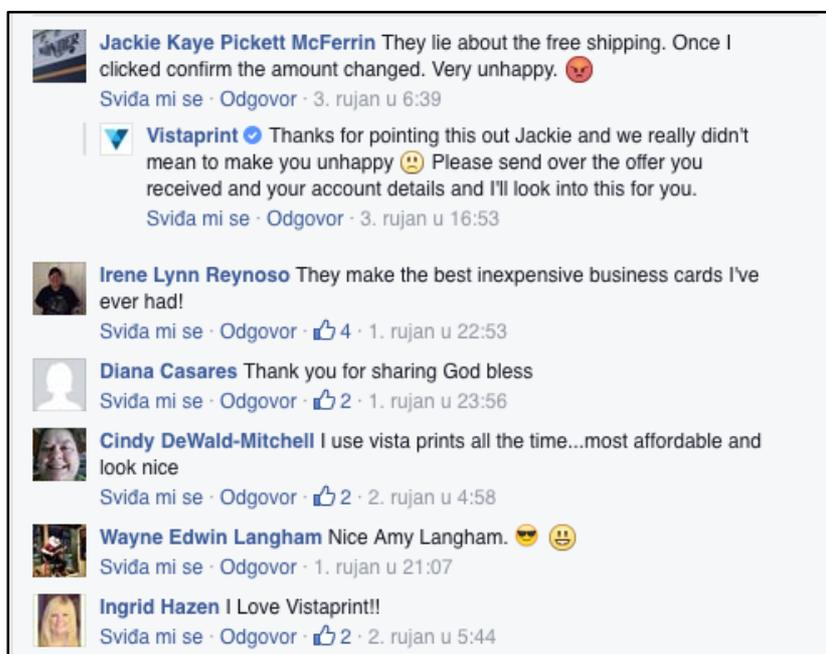 Jackie Kaye Pickett McFerrin They lie about the free shipping. Once I
clicked confirm the amount changed. Very unhappy. 😡
Sviđa mi se · Odgovor · 3. rujan u 6:39
Vistaprint Thanks for pointing this out Jackie and we really didn't
mean to make you unhappy 🙁 Please send over the offer you
received and your account details and I'll look into this for you.
Sviđa mi se · Odgovor · 3. rujan u 16:53
Irene Lynn Reynoso They make the best inexpensive business cards I've
ever had!
Sviđa mi se · Odgovor · 4 · 1. rujan u 22:53
Diana Casares Thank you for sharing God bless
Sviđa mi se · Odgovor · 2 · 1. rujan u 23:56
Cindy DeWald-Mitchell I use vista prints all the time...most affordable and
look nice
Sviđa mi se · Odgovor · 2 · 2. rujan u 4:58
Wayne Edwin Langham Nice Amy Langham. 😎 😃
Sviđa mi se · Odgovor · 1. rujan u 21:07
Ingrid Hazen I Love Vistaprint!!
Sviđa mi se · Odgovor · 2 · 2. rujan u 5:44